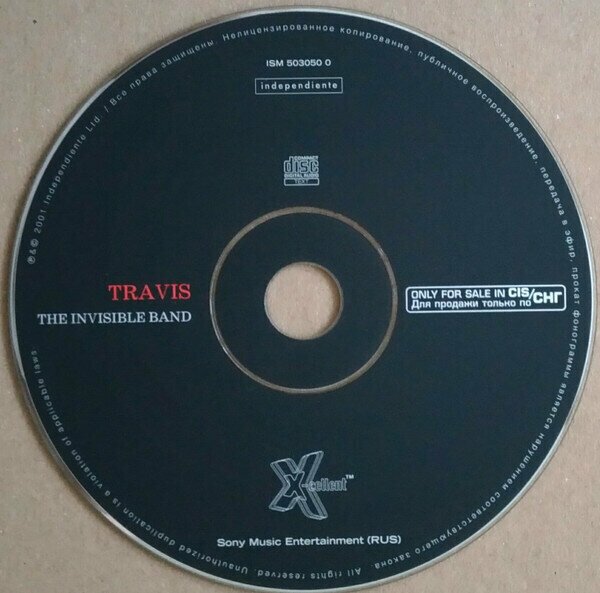 ISM 503050 0
independiente
COMPACT
disc
DIGITAL AUDIO
TEXT
TRAVIS
THE INVISIBLE BAND
ONLY FOR SALE IN CIS/СНГ
Для продажи только по
X-cellent™
Sony Music Entertainment (RUS)
℗&© 2001 Independiente Ltd. / Все права защищены. Нелицензированное копирование, публичное воспроизведение, передача в эфир, прокат фонограммы является нарушением соответствующего закона.
All rights reserved. Unauthorized duplication is a violation of applicable laws